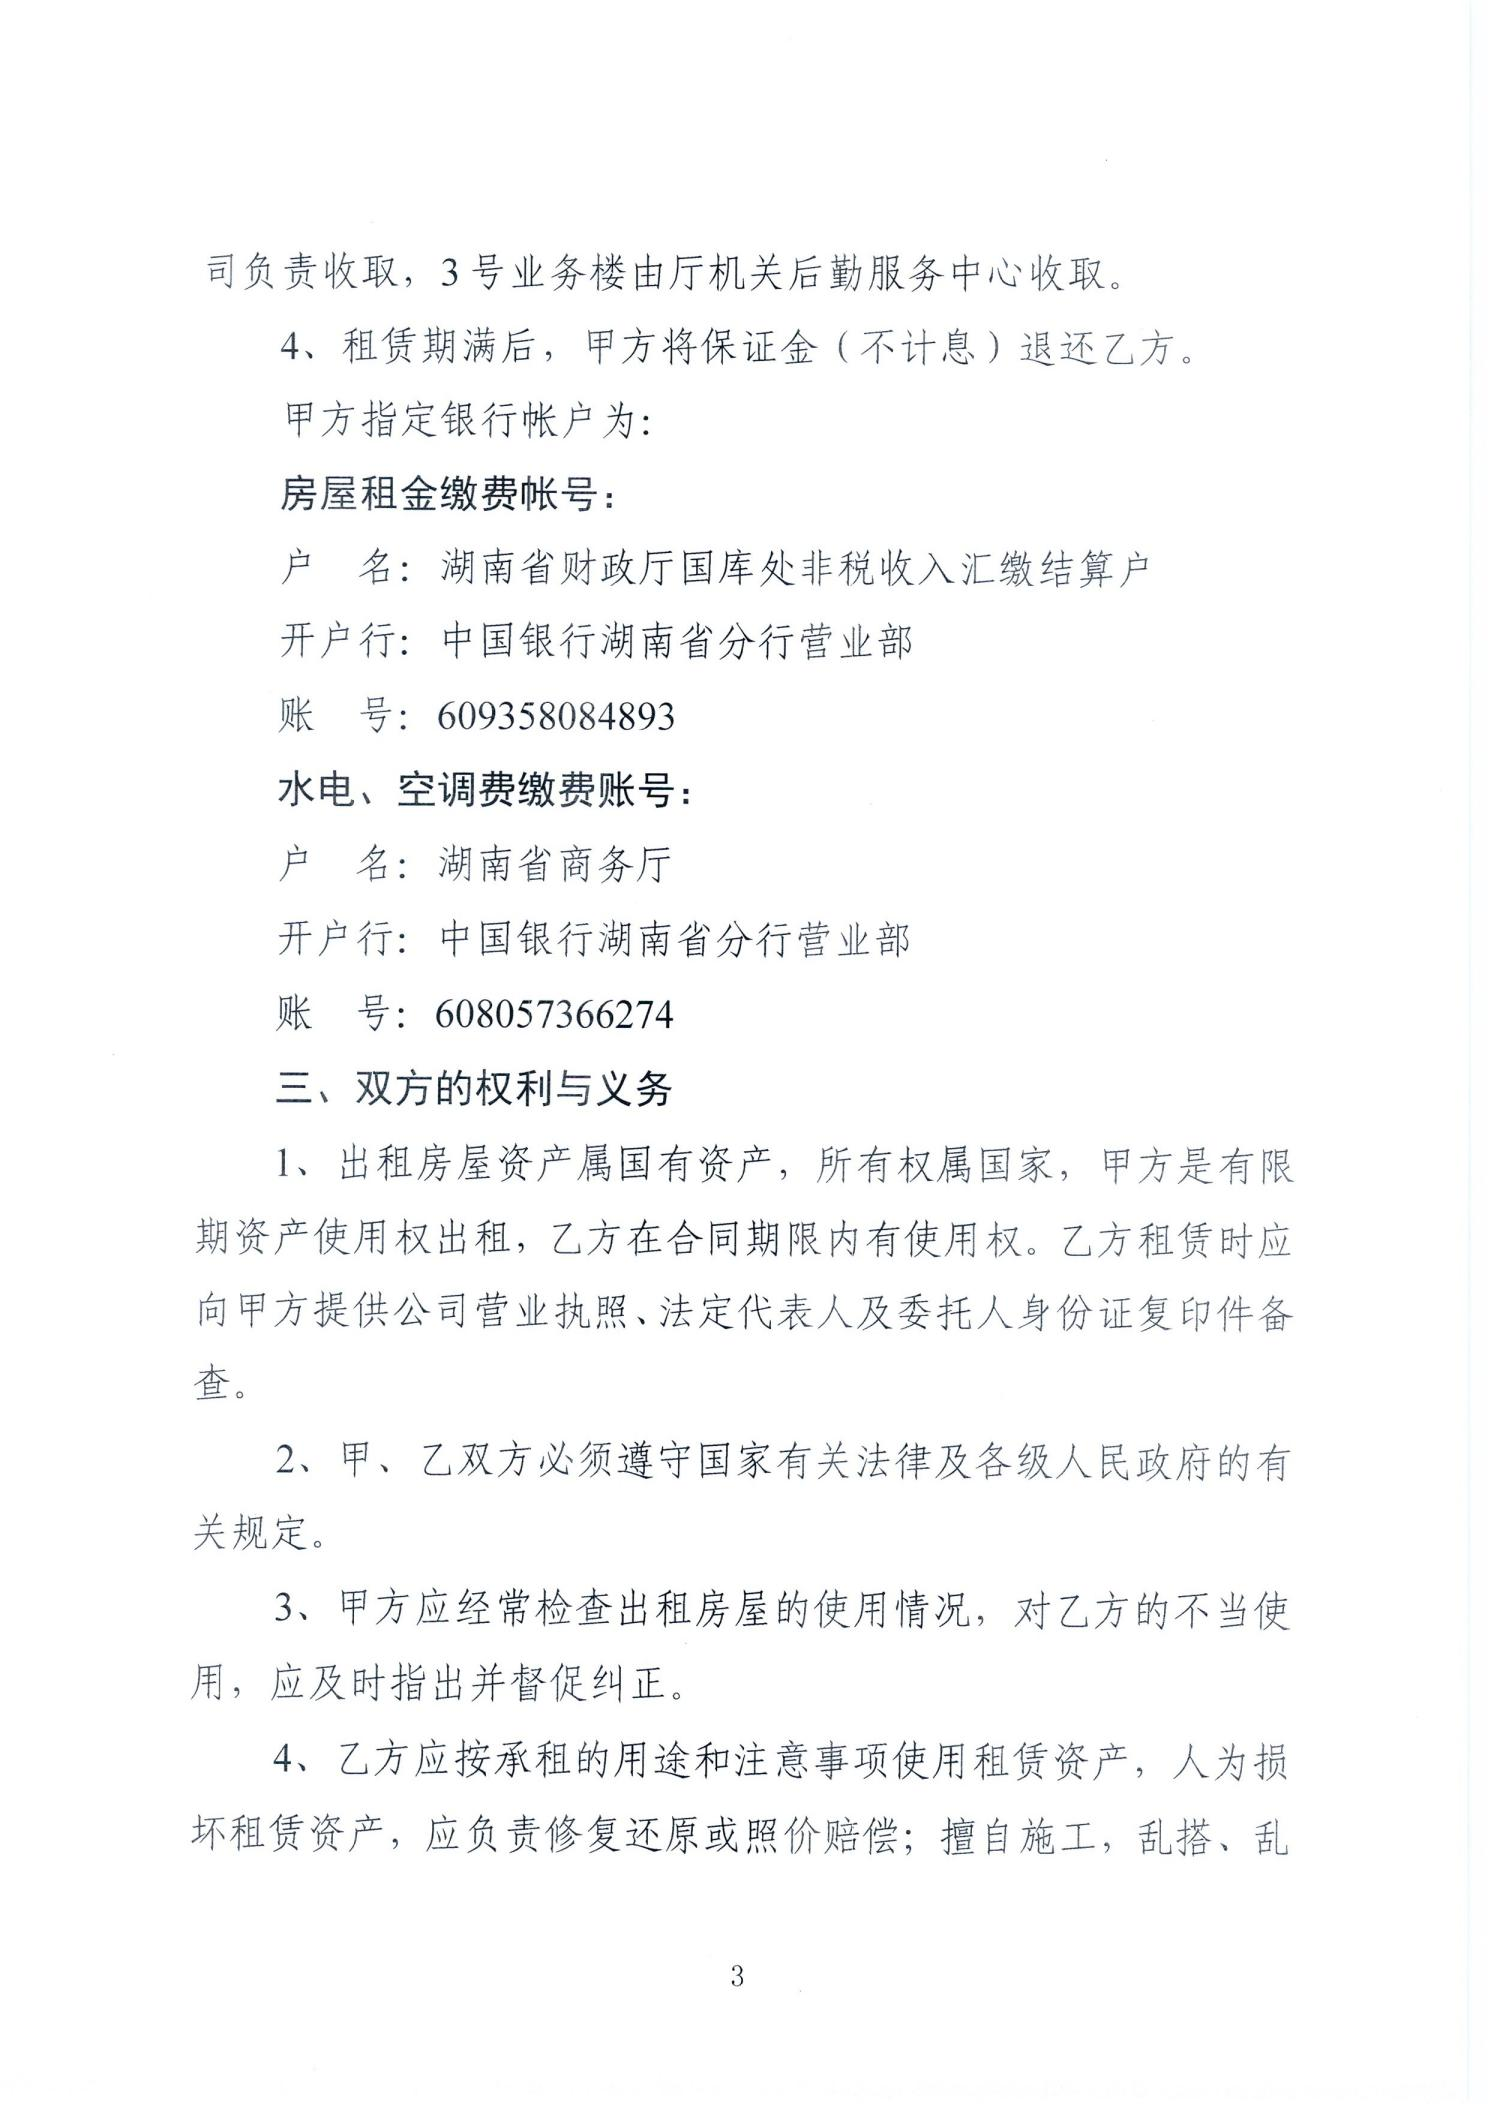 司负责收取，3号业务楼由厅机关后勤服务中心收取。
4、租赁期满后，甲方将保证金（不计息）退还乙方。
甲方指定银行帐户为：
房屋租金缴费帐号：
户　名：湖南省财政厅国库处非税收入汇缴结算户
开户行：中国银行湖南省分行营业部
账　号：609358084893
水电、空调费缴费账号：
户　名：湖南省商务厅
开户行：中国银行湖南省分行营业部
账　号：608057366274
三、双方的权利与义务
1、出租房屋资产属国有资产，所有权属国家，甲方是有限
期资产使用权出租，乙方在合同期限内有使用权。乙方租赁时应
向甲方提供公司营业执照、法定代表人及委托人身份证复印件备
查。
2、甲、乙双方必须遵守国家有关法律及各级人民政府的有
关规定。
3、甲方应经常检查出租房屋的使用情况，对乙方的不当使
用，应及时指出并督促纠正。
4、乙方应按承租的用途和注意事项使用租赁资产，人为损
坏租赁资产，应负责修复还原或照价赔偿；擅自施工，乱搭、乱
3